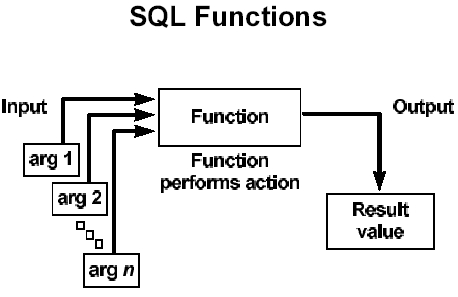 SQL Functions
Input
Function
Output
arg 1
arg 2
arg n
Function
performs action
Result
value